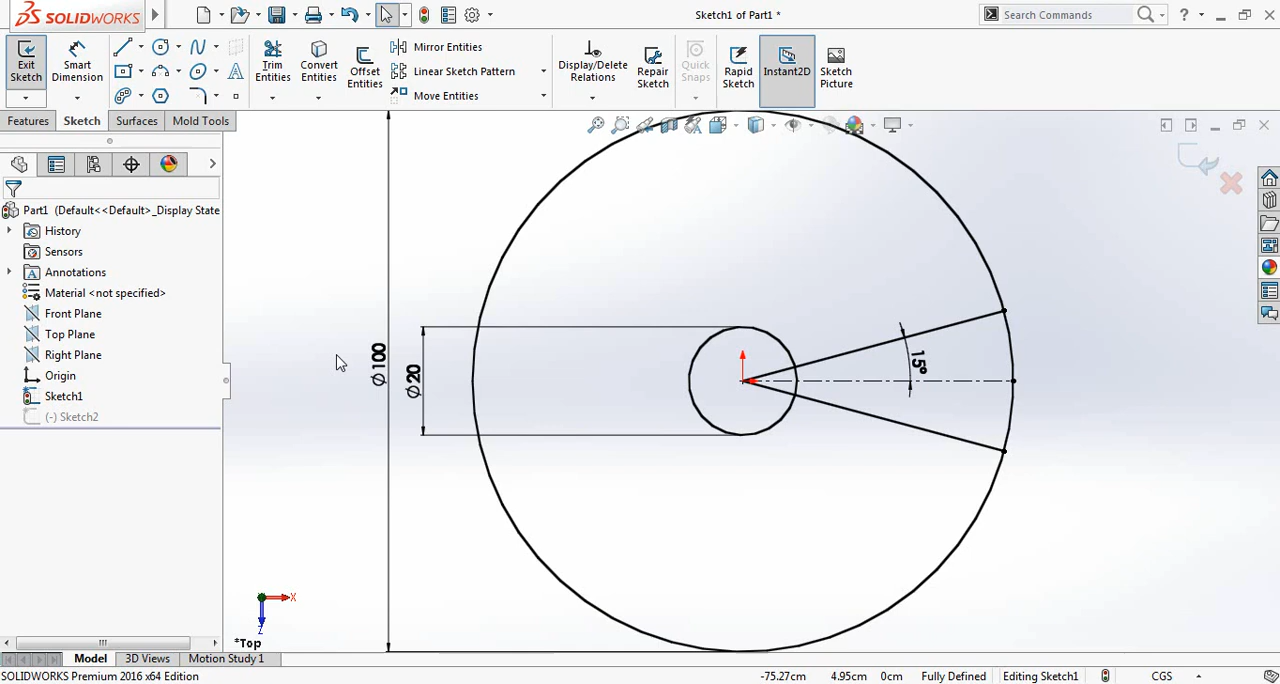 SOLIDWORKS
Sketch1 of Part1 *
Search Commands
?
Exit Sketch
Smart Dimension
Trim Entities
Convert Entities
Offset Entities
Mirror Entities
Linear Sketch Pattern
Move Entities
Display/Delete Relations
Repair Sketch
Quick Snaps
Rapid Sketch
Instant2D
Sketch Picture
Features
Sketch
Surfaces
Mold Tools
Part1 (Default<<Default>_Display State
History
Sensors
Annotations
Material <not specified>
Front Plane
Top Plane
Right Plane
Origin
Sketch1
(-) Sketch2
∅100
∅20
15°
X
Z
*Top
Model
3D Views
Motion Study 1
SOLIDWORKS Premium 2016 x64 Edition
-75.27cm
4.95cm
0cm
Fully Defined
Editing Sketch1
CGS